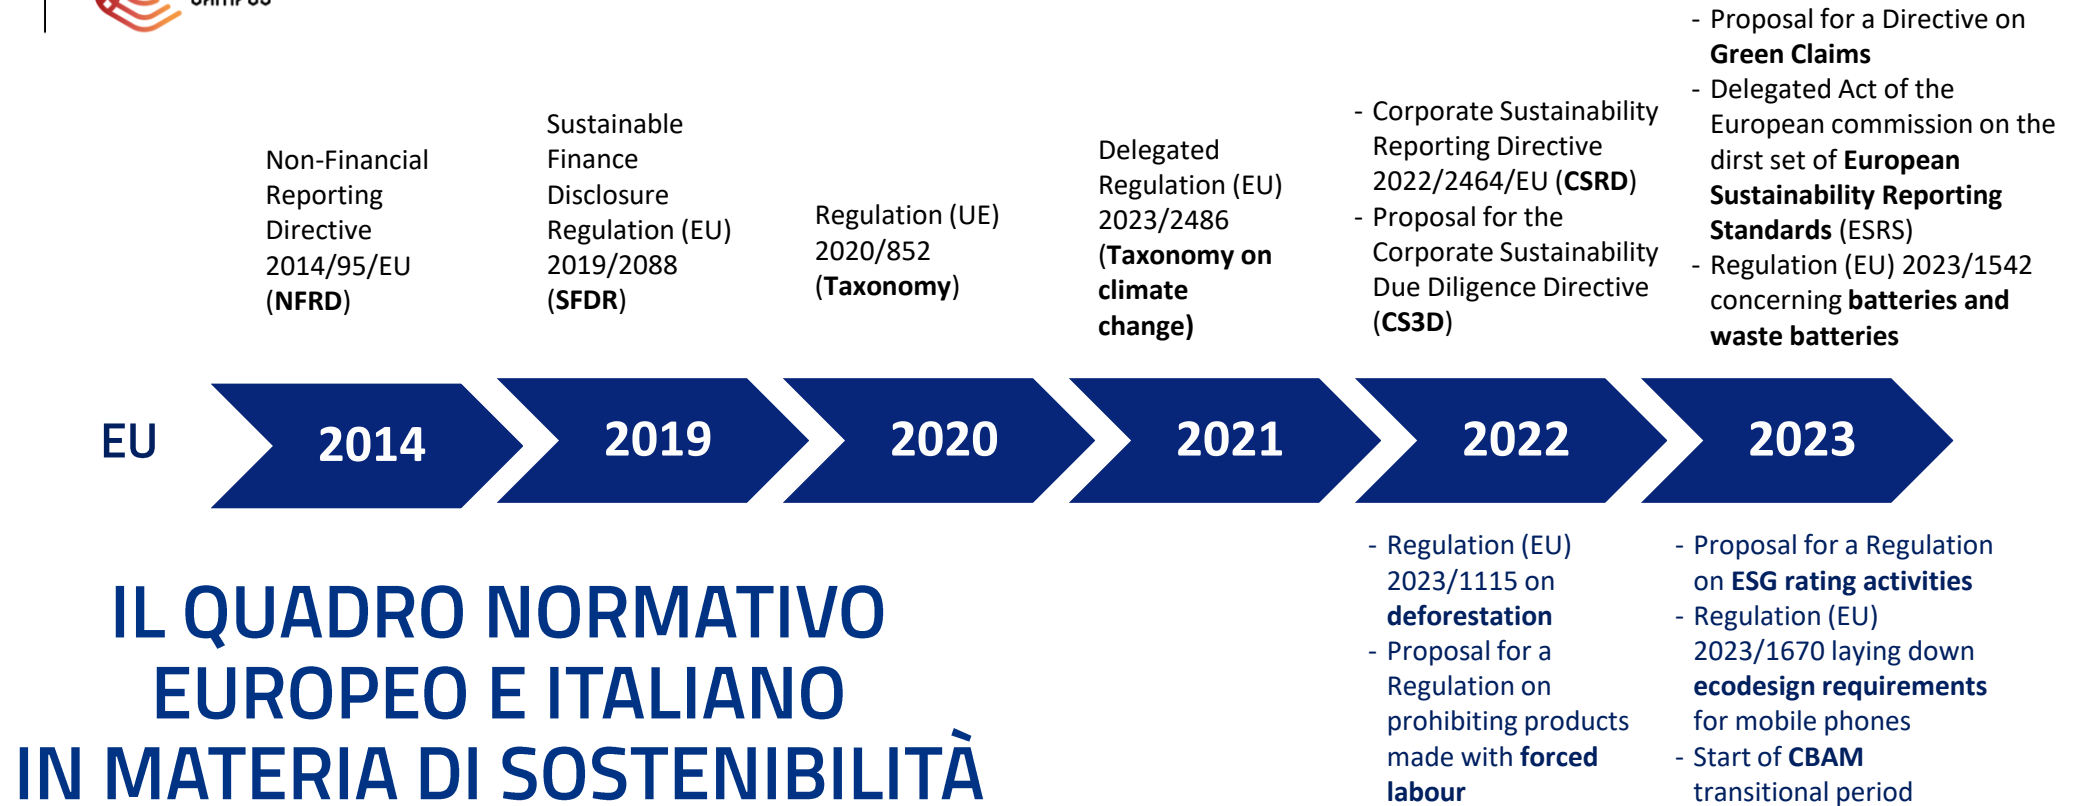 Non-Financial
Reporting
Directive
2014/95/EU
(NFRD)
Sustainable
Finance
Disclosure
Regulation (EU)
2019/2088
(SFDR)
Regulation (UE)
2020/852
(Taxonomy)
Delegated
Regulation (EU)
2023/2486
(Taxonomy on
climate
change)
- Corporate Sustainability
Reporting Directive
2022/2464/EU (CSRD)
- Proposal for the
Corporate Sustainability
Due Diligence Directive
(CS3D)
- Proposal for a Directive on
Green Claims
- Delegated Act of the
European commission on the
dirst set of European
Sustainability Reporting
Standards (ESRS)
- Regulation (EU) 2023/1542
concerning batteries and
waste batteries
EU
2014
2019
2020
2021
2022
2023
IL QUADRO NORMATIVO
EUROPEO E ITALIANO
IN MATERIA DI SOSTENIBILITÀ
- Regulation (EU)
2023/1115 on
deforestation
- Proposal for a
Regulation on
prohibiting products
made with forced
labour
- Proposal for a Regulation
on ESG rating activities
- Regulation (EU)
2023/1670 laying down
ecodesign requirements
for mobile phones
- Start of CBAM
transitional period